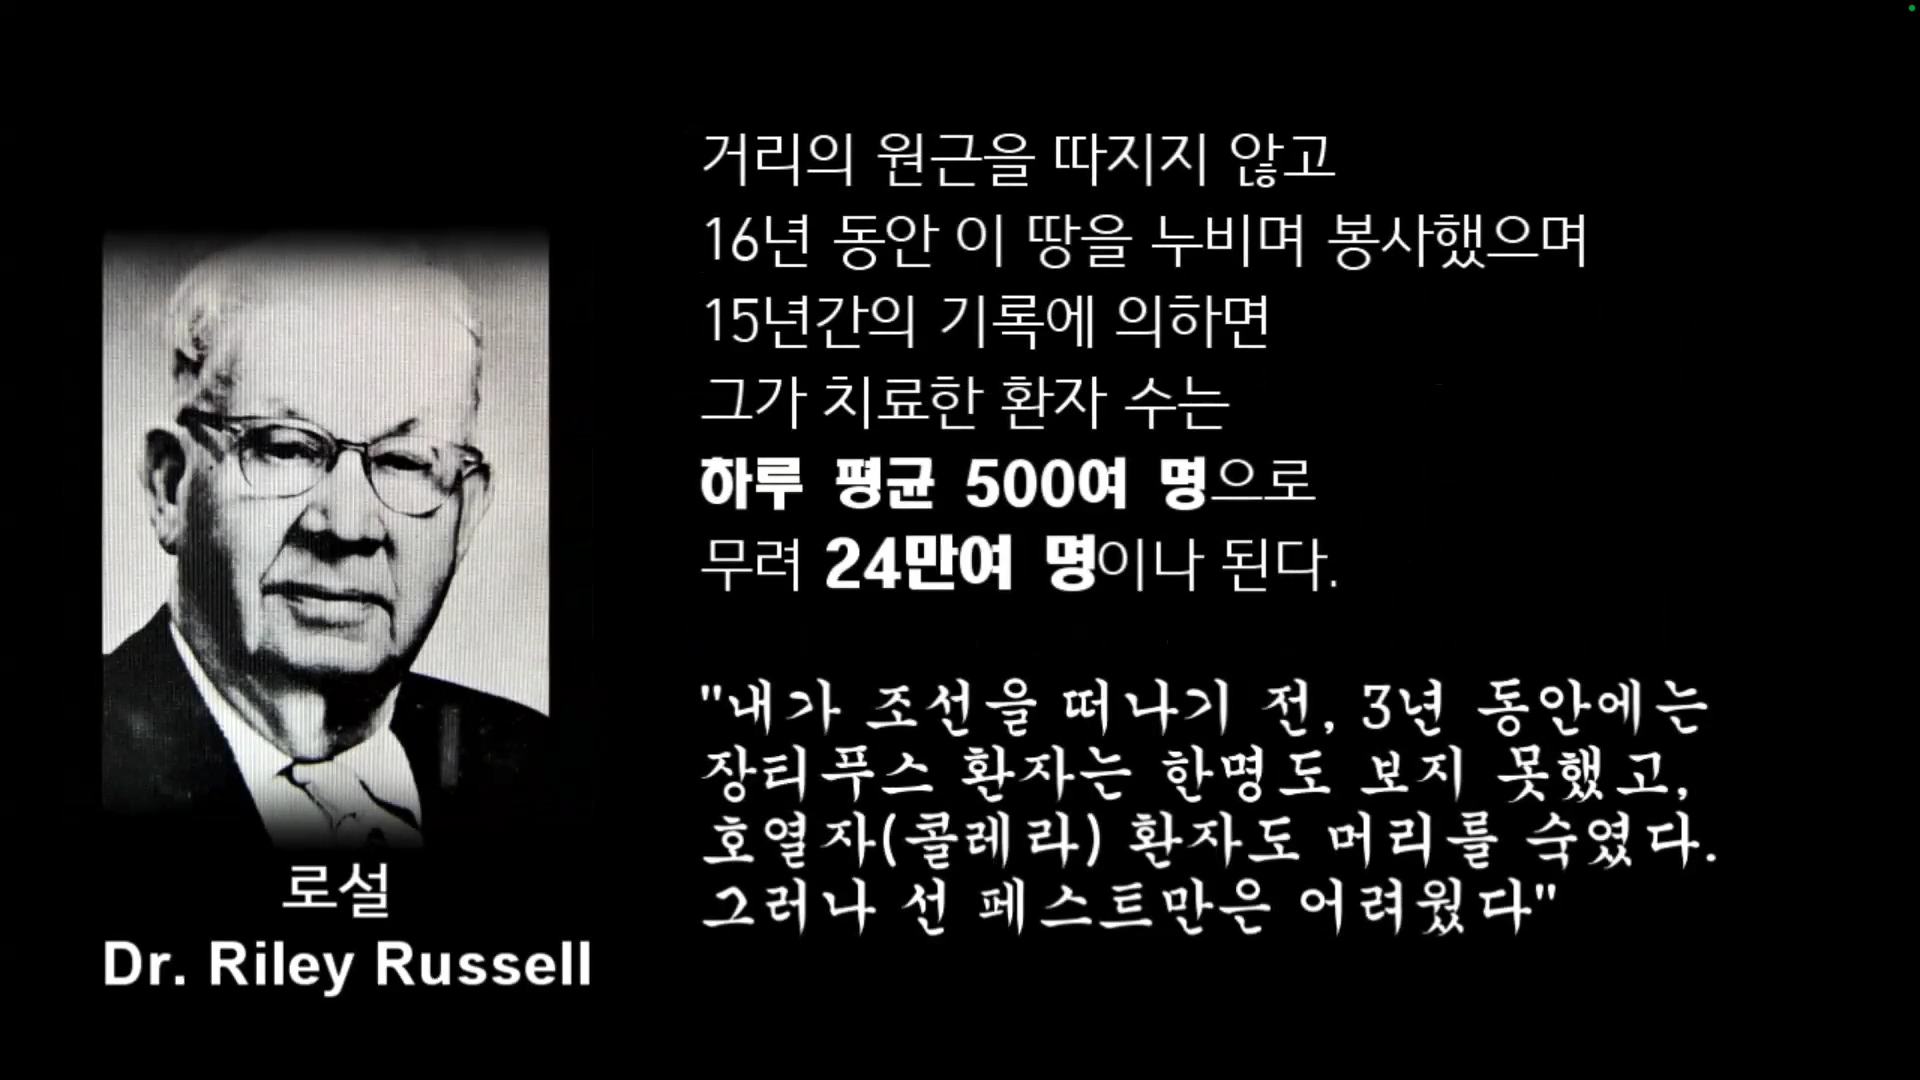 거리의 원근을 따지지 않고
16년 동안 이 땅을 누비며 봉사했으며
15년간의 기록에 의하면
그가 치료한 환자 수는
하루 평균 500여 명으로
무려 24만여 명이나 된다.
"내가 조선을 떠나기 전, 3년 동안에는
장티푸스 환자는 한명도 보지 못했고,
호열자(콜레라) 환자도 머리를 숙였다.
그러나 선 페스트만은 어려웠다"
로설
Dr. Riley Russell